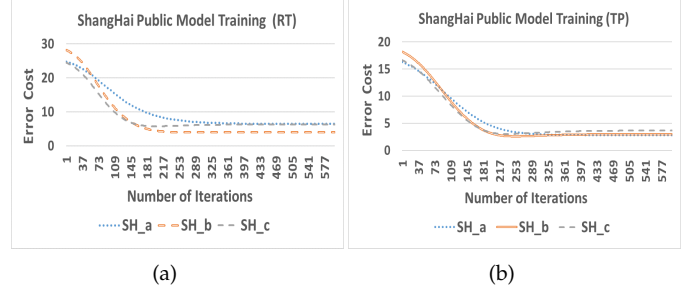 ShangHai Public Model Training (RT)
Error Cost
30
20
10
0
1 37 73 109 145 181 217 253 289 325 361 397 433 469 505 541 577
Number of Iterations
SH_a SH_b SH_c
(a)
ShangHai Public Model Training (TP)
Error Cost
20
15
10
5
0
1 37 73 109 145 181 217 253 289 325 361 397 433 469 505 541 577
Number of Iterations
SH_a SH_b SH_c
(b)